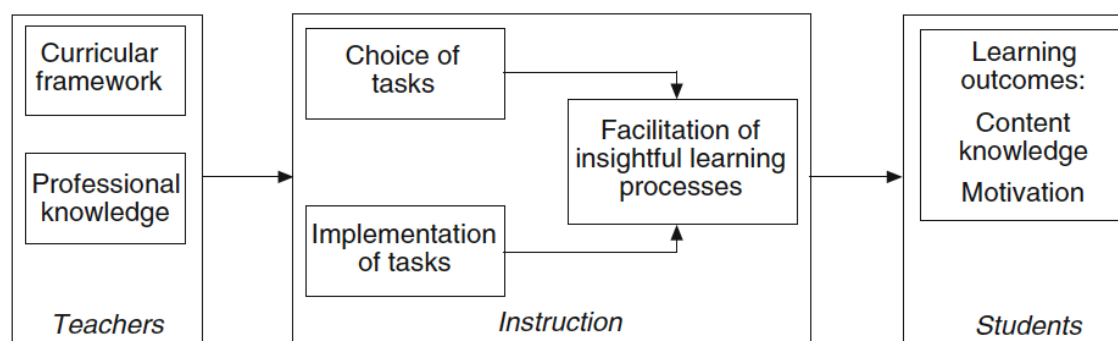 Curricular
framework
Professional
knowledge
Teachers
Choice of
tasks
Implementation
of tasks
Facilitation of
insightful learning
processes
Instruction
Learning
outcomes:
Content
knowledge
Motivation
Students